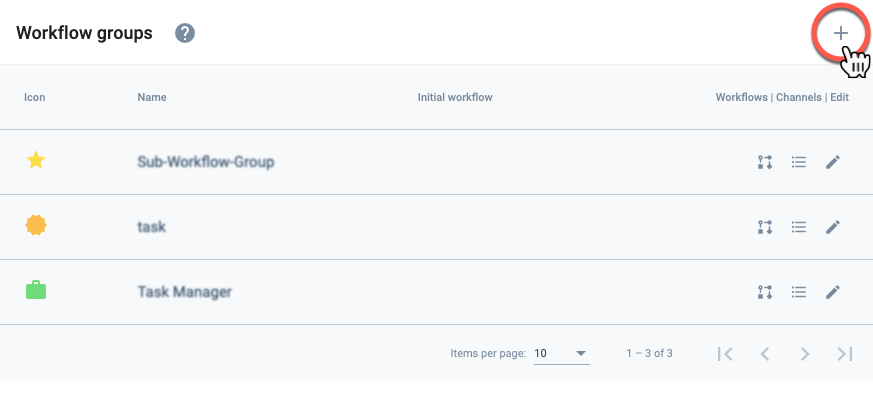 Workflow groups ?
Icon Name Initial workflow Workflows | Channels | Edit
Sub-Workflow-Group
task
Task Manager
Items per page: 10 1 – 3 of 3